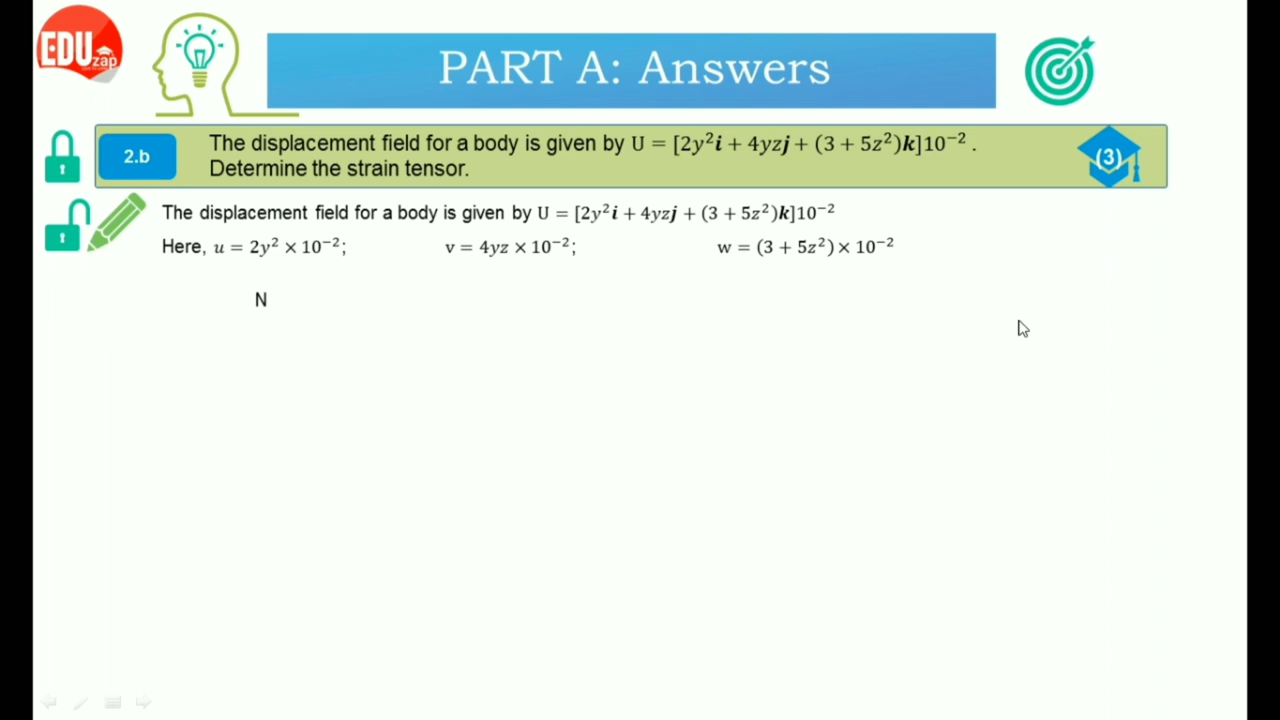 EDUzap
PART A: Answers
2.b
The displacement field for a body is given by U = [2y²i + 4yzj + (3 + 5z²)k]10⁻² .
Determine the strain tensor.
(3)
The displacement field for a body is given by U = [2y²i + 4yzj + (3 + 5z²)k]10⁻²
Here, u = 2y² × 10⁻²; v = 4yz × 10⁻²; w = (3 + 5z²) × 10⁻²
N